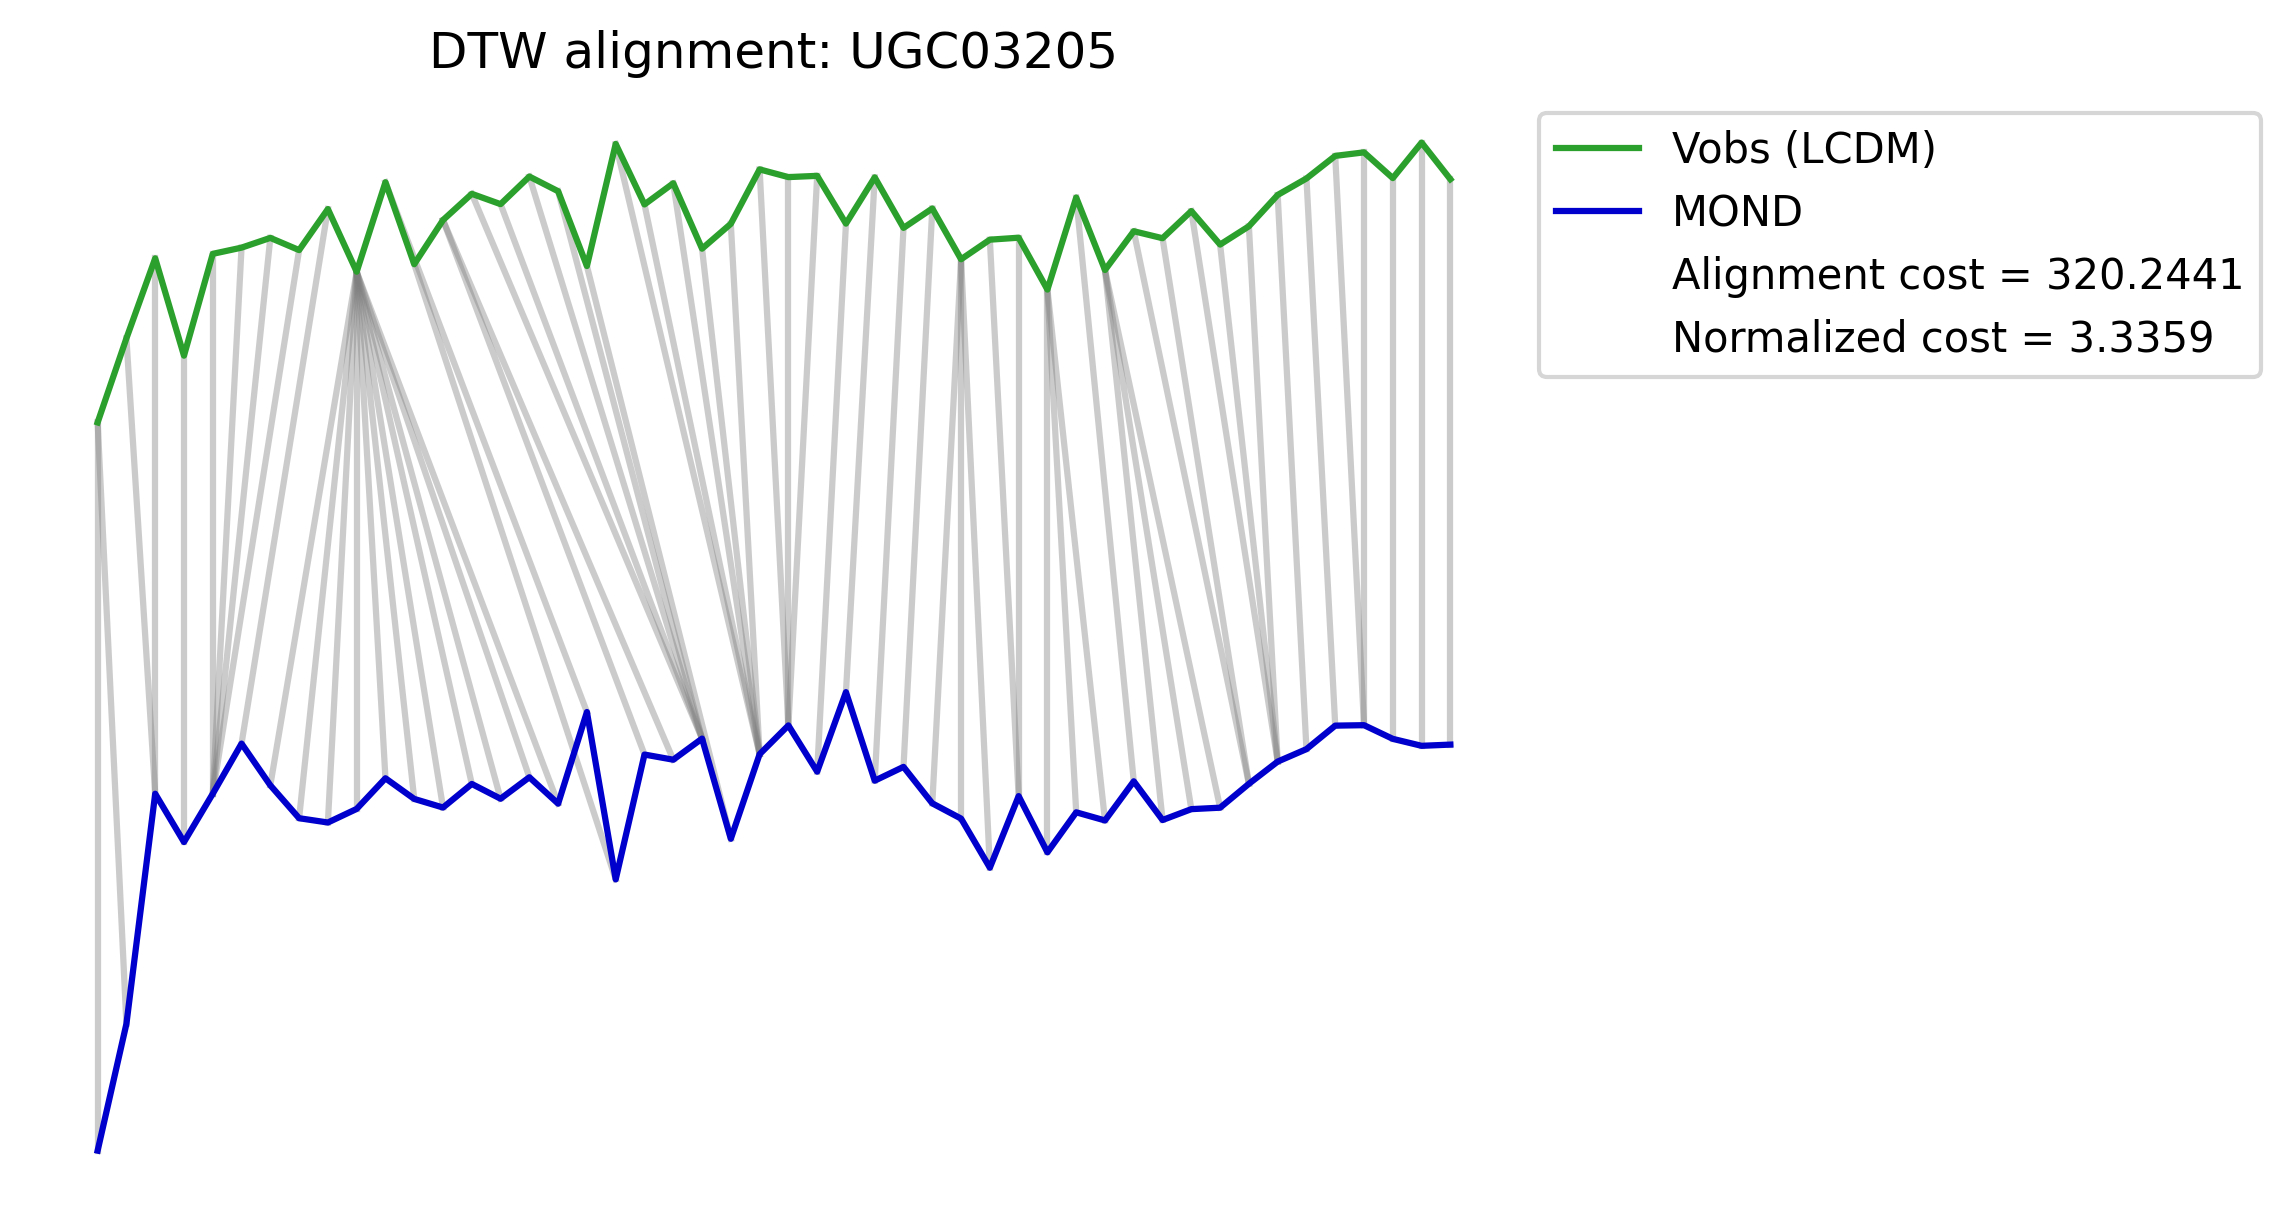 DTW alignment: UGC03205
Vobs (LCDM)
MOND
Alignment cost = 320.2441
Normalized cost = 3.3359